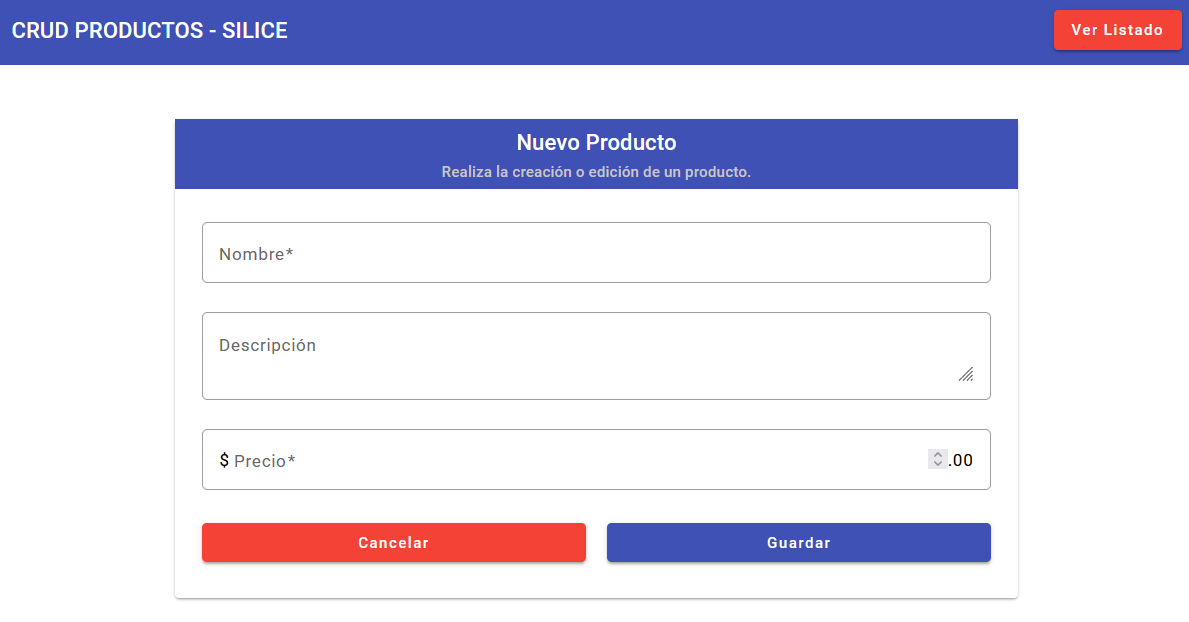 CRUD PRODUCTOS - SILICE
Ver Listado
Nuevo Producto
Realiza la creación o edición de un producto.
Nombre*
Descripción
$ Precio* .00
Cancelar Guardar